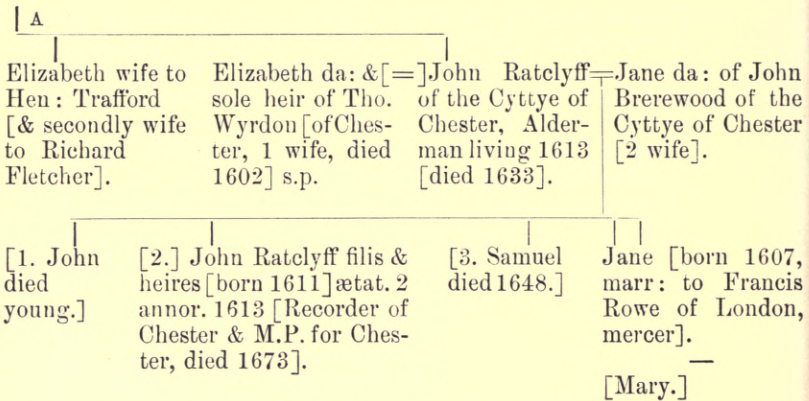 A
Elizabeth wife to
Hen: Trafford
[& secondly wife
to Richard
Fletcher].
Elizabeth da: & [=]
sole heir of Tho.
Wyrdon [of Ches-
ter, 1 wife, died
1602] s.p.
John Ratclyff=
of the Cyttye of
Chester, Alder-
man living 1613
[died 1633].
Jane da: of John
Brerewood of the
Cyttye of Chester
[2 wife].
[1. John
died
young.]
[2.] John Ratclyff filis &
heires [born 1611] ætat. 2
annor. 1613 [Recorder of
Chester & M.P. for Ches-
ter, died 1673].
[3. Samuel
died 1648.]
Jane [born 1607,
marr: to Francis
Rowe of London,
mercer].
—
[Mary.]